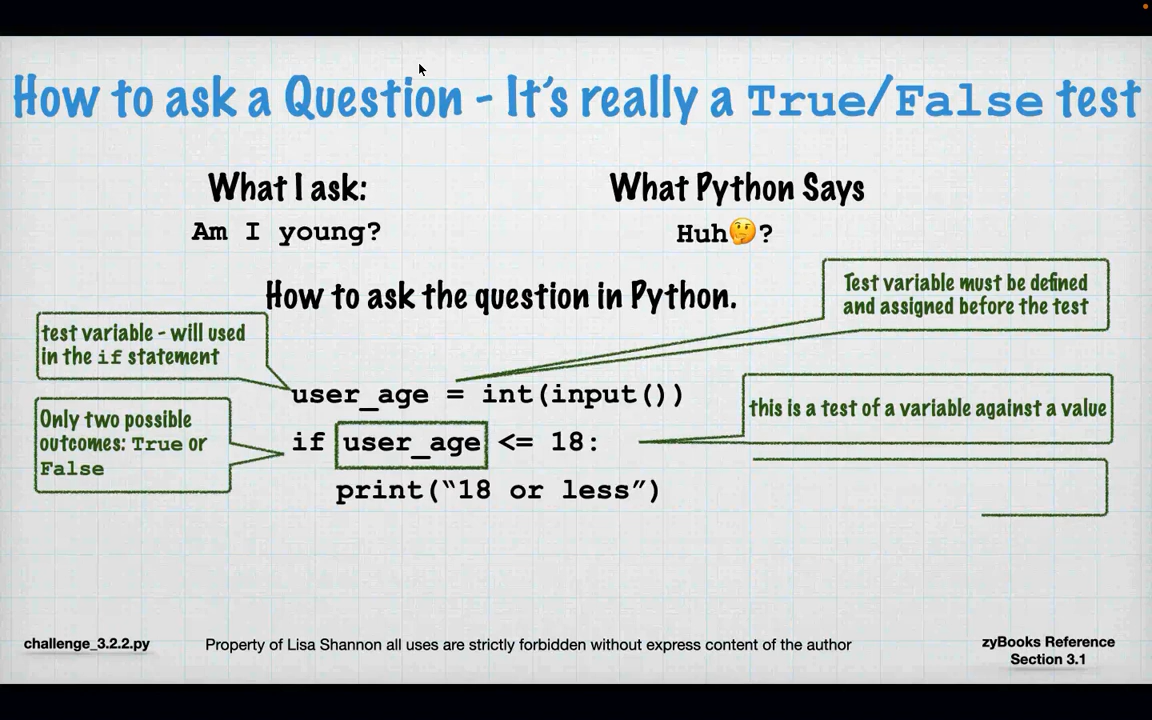 How to ask a Question - It's really a True/False test
What I ask:
What Python Says
Am I young?
Huh🤔?
How to ask the question in Python.
Test variable must be defined
and assigned before the test
test variable - will used
in the if statement
user_age = int(input())
this is a test of a variable against a value
Only two possible
outcomes: True or
False
if user_age <= 18:
print(“18 or less”)
challenge_3.2.2.py
Property of Lisa Shannon all uses are strictly forbidden without express content of the author
zyBooks Reference
Section 3.1